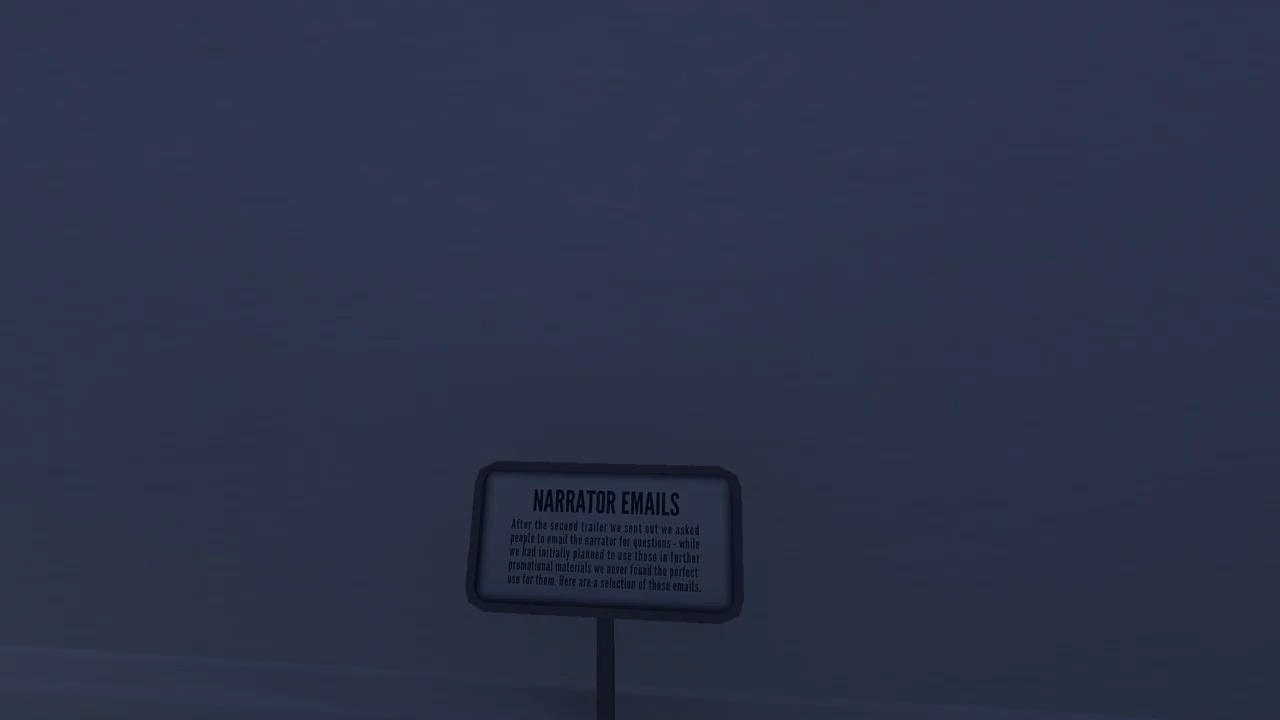 NARRATOR EMAILS
After the second trailer we sent out we asked
people to email the narrator for questions - while
we had initially planned to use these in further
promotional materials we never found the perfect
use for them. Here are a selection of those emails.